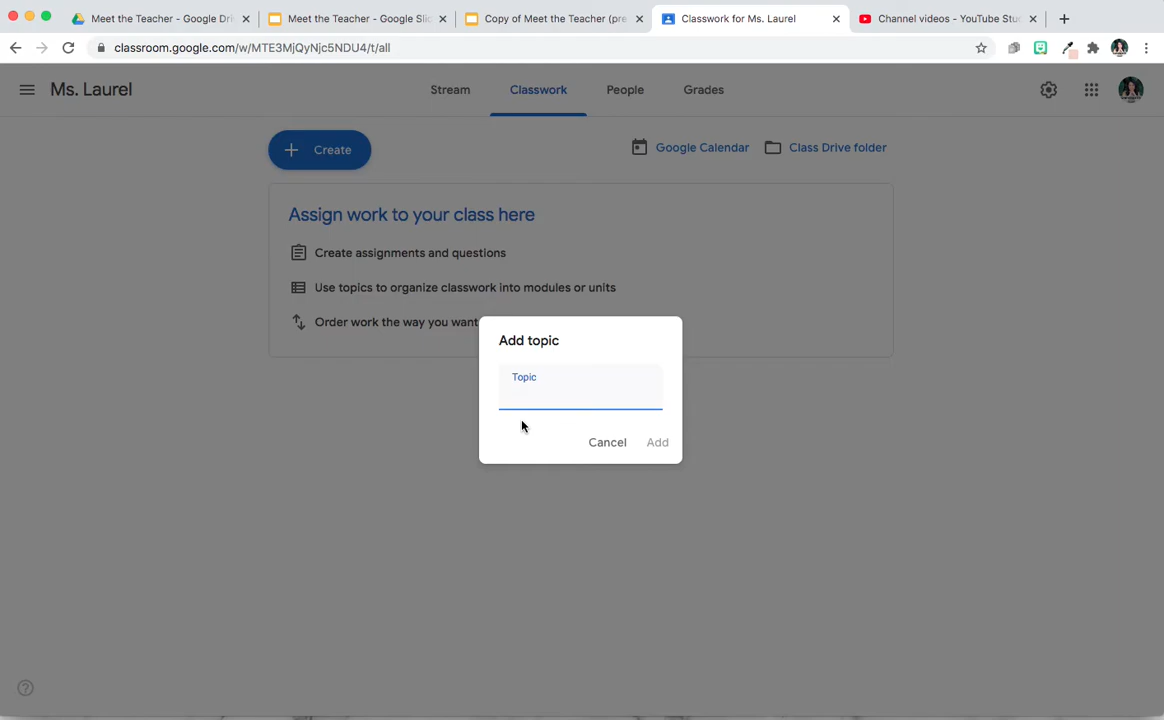 Meet the Teacher - Google Dri
Meet the Teacher - Google Slic
Copy of Meet the Teacher (pre
Classwork for Ms. Laurel
Channel videos - YouTube Stuc
classroom.google.com/w/MTE3MjQyNjc5NDU4/t/all
Ms. Laurel
Stream
Classwork
People
Grades
Create
Google Calendar
Class Drive folder
Assign work to your class here
Create assignments and questions
Use topics to organize classwork into modules or units
Order work the way you want
Add topic
Topic
Cancel
Add